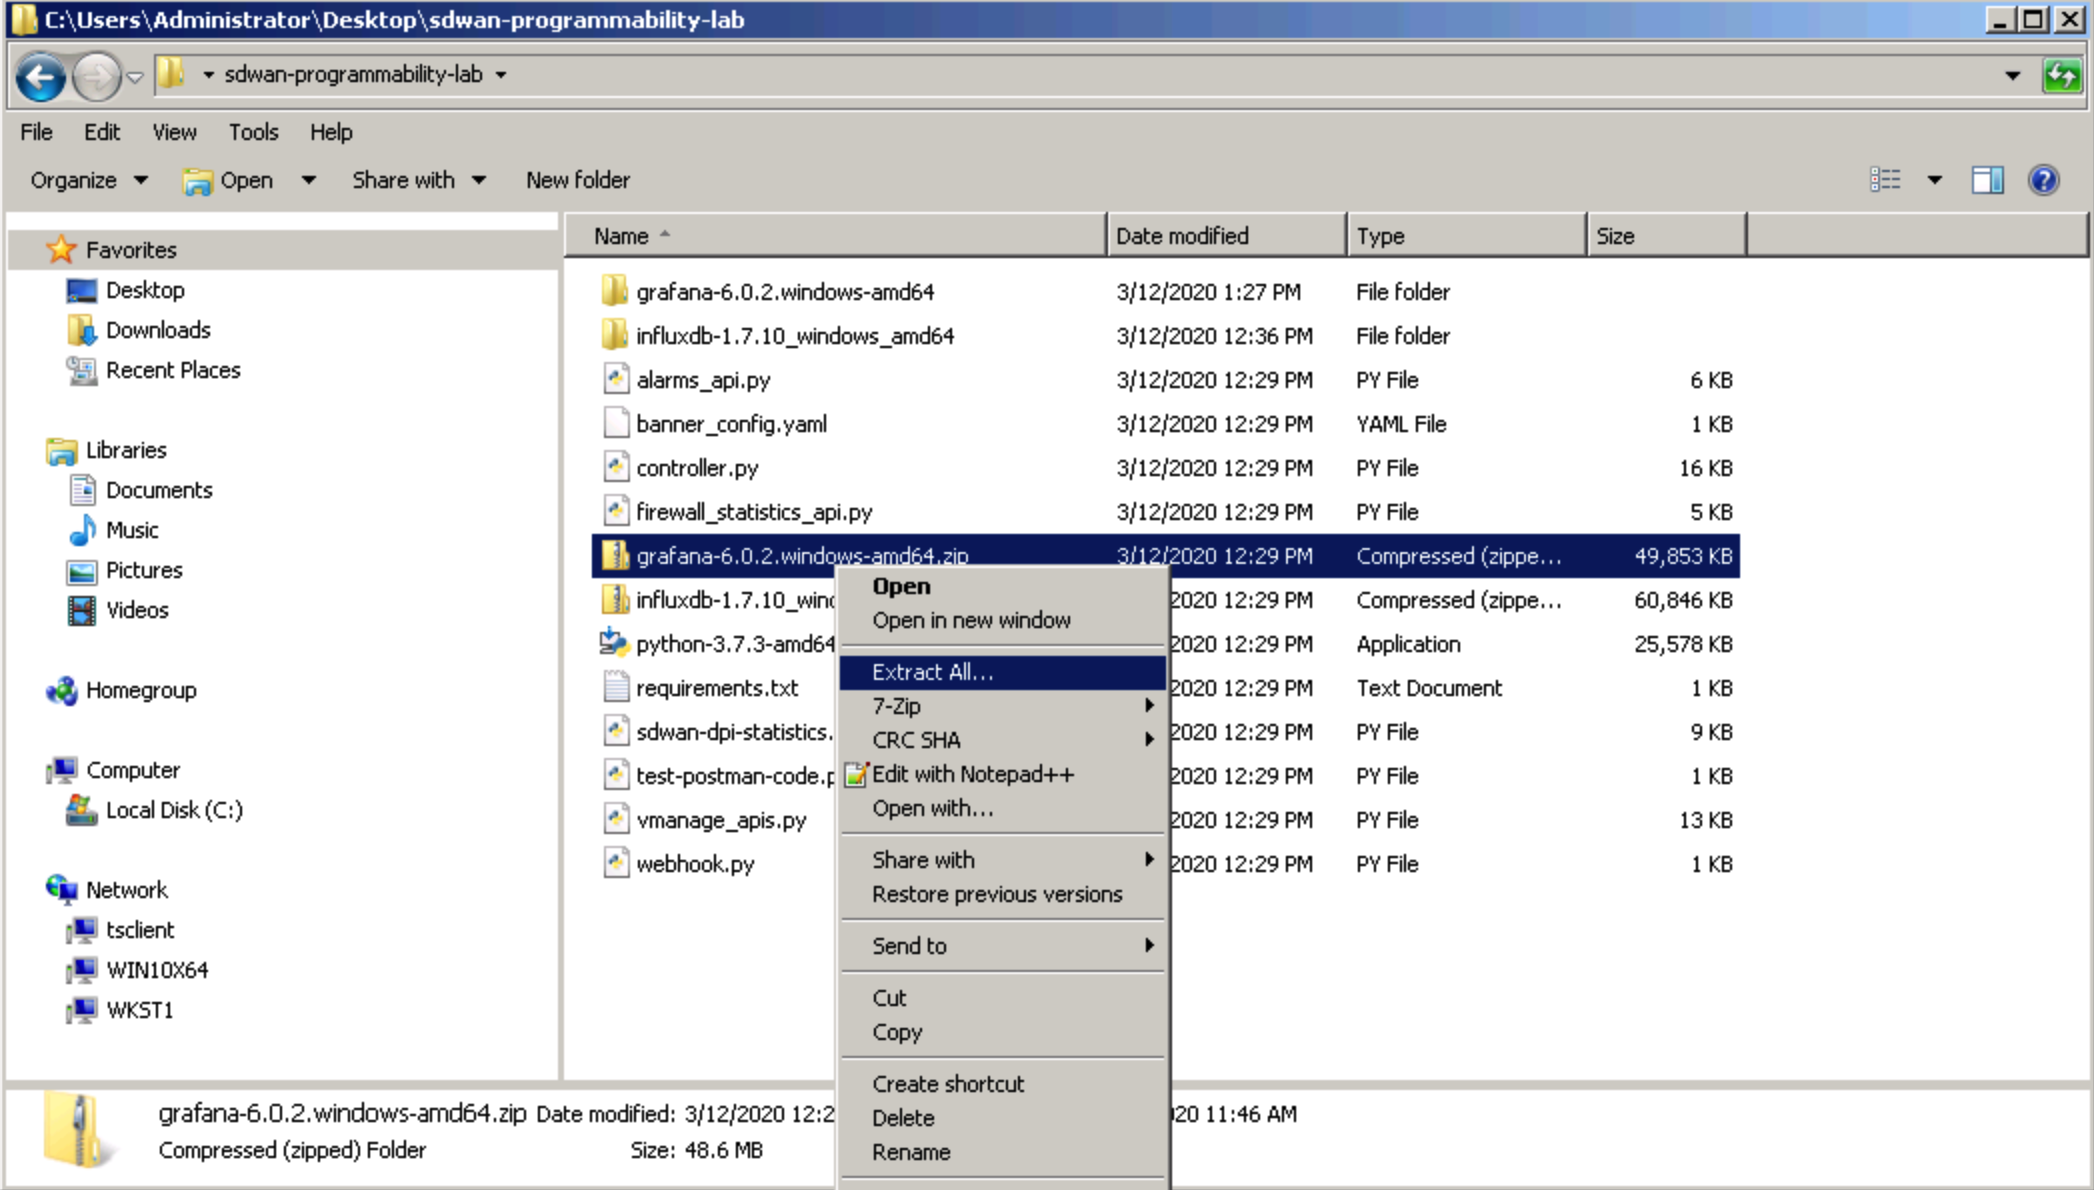 C:\Users\Administrator\Desktop\sdwan-programmability-lab
sdwan-programmability-lab
File Edit View Tools Help
Organize Open Share with New folder
Name Date modified Type Size
Favorites
Desktop
Downloads
Recent Places
Libraries
Documents
Music
Pictures
Videos
Homegroup
Computer
Local Disk (C:)
Network
tsclient
WIN10X64
WKST1
grafana-6.0.2.windows-amd64 3/12/2020 1:27 PM File folder
influxdb-1.7.10_windows_amd64 3/12/2020 12:36 PM File folder
alarms_api.py 3/12/2020 12:29 PM PY File 6 KB
banner_config.yaml 3/12/2020 12:29 PM YAML File 1 KB
controller.py 3/12/2020 12:29 PM PY File 16 KB
firewall_statistics_api.py 3/12/2020 12:29 PM PY File 5 KB
grafana-6.0.2.windows-amd64.zip 3/12/2020 12:29 PM Compressed (zippe... 49,853 KB
influxdb-1.7.10_wind 2020 12:29 PM Compressed (zippe... 60,846 KB
python-3.7.3-amd64 2020 12:29 PM Application 25,578 KB
requirements.txt 2020 12:29 PM Text Document 1 KB
sdwan-dpi-statistics. 2020 12:29 PM PY File 9 KB
test-postman-code.p 2020 12:29 PM PY File 1 KB
vmanage_apis.py 2020 12:29 PM PY File 13 KB
webhook.py 2020 12:29 PM PY File 1 KB
Open
Open in new window
Extract All...
7-Zip
CRC SHA
Edit with Notepad++
Open with...
Share with
Restore previous versions
Send to
Cut
Copy
Create shortcut
Delete
Rename
grafana-6.0.2.windows-amd64.zip Date modified: 3/12/2020 12:2 20 11:46 AM
Compressed (zipped) Folder Size: 48.6 MB